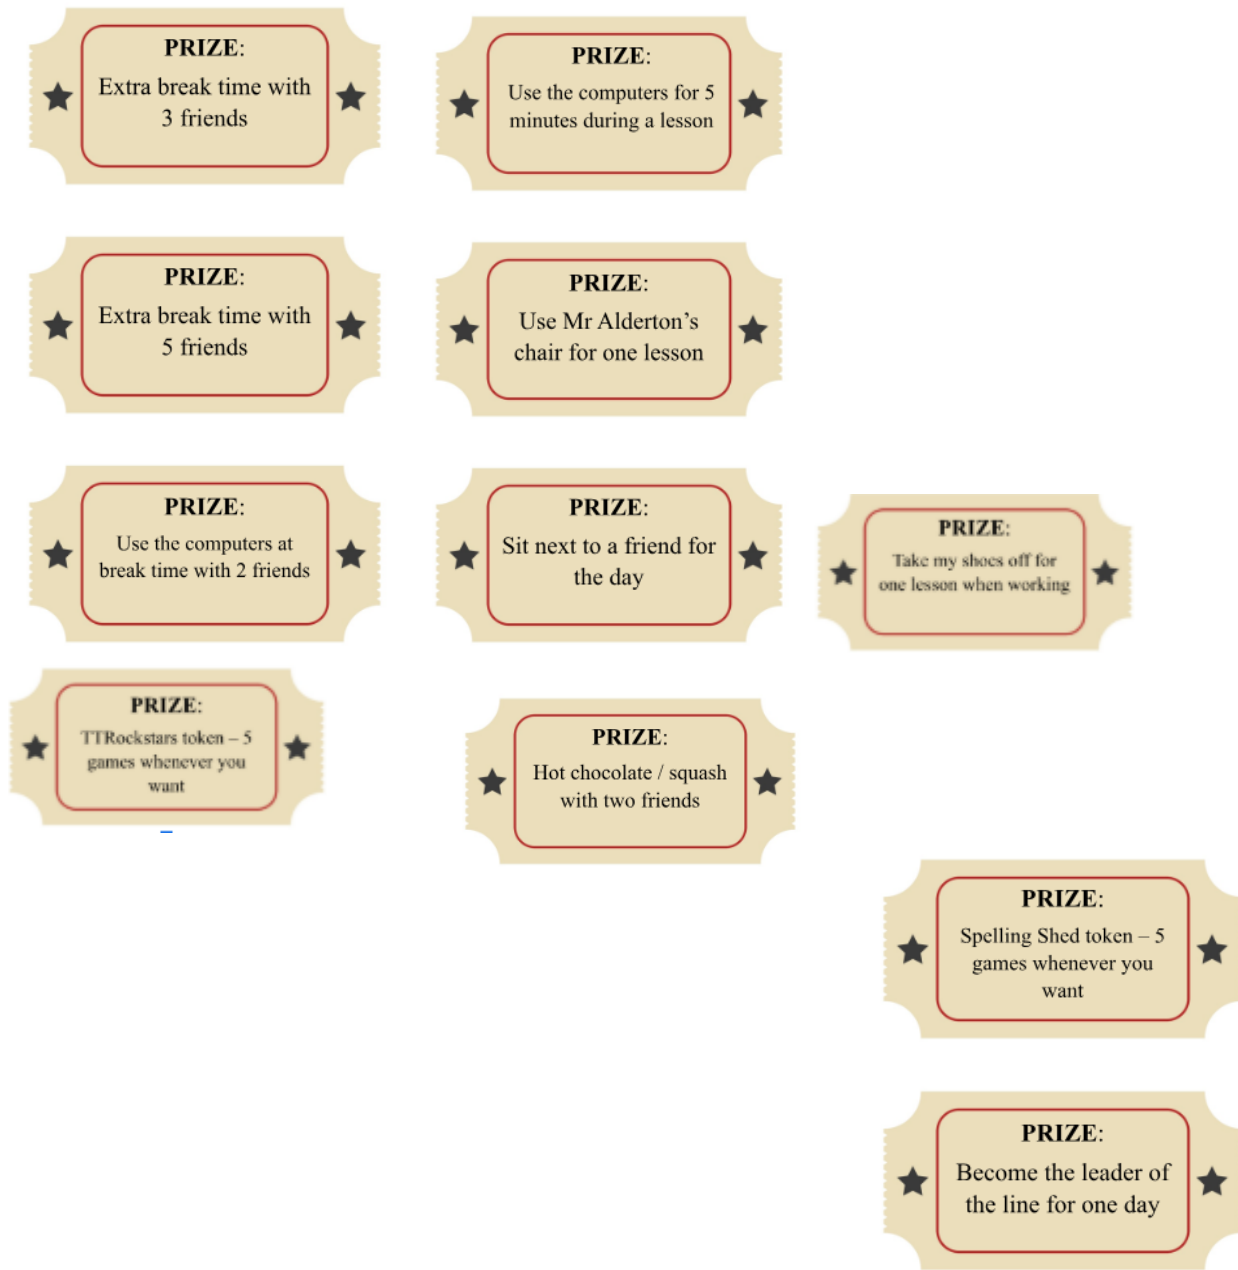 PRIZE:
Extra break time with
3 friends
PRIZE:
Use the computers for 5
minutes during a lesson
PRIZE:
Extra break time with
5 friends
PRIZE:
Use Mr Alderton’s
chair for one lesson
PRIZE:
Use the computers at
break time with 2 friends
PRIZE:
Sit next to a friend for
the day
PRIZE:
Take my shoes off for
one lesson when working
PRIZE:
TTRockstars token – 5
games whenever you
want
PRIZE:
Hot chocolate / squash
with two friends
PRIZE:
Spelling Shed token – 5
games whenever you
want
PRIZE:
Become the leader of
the line for one day